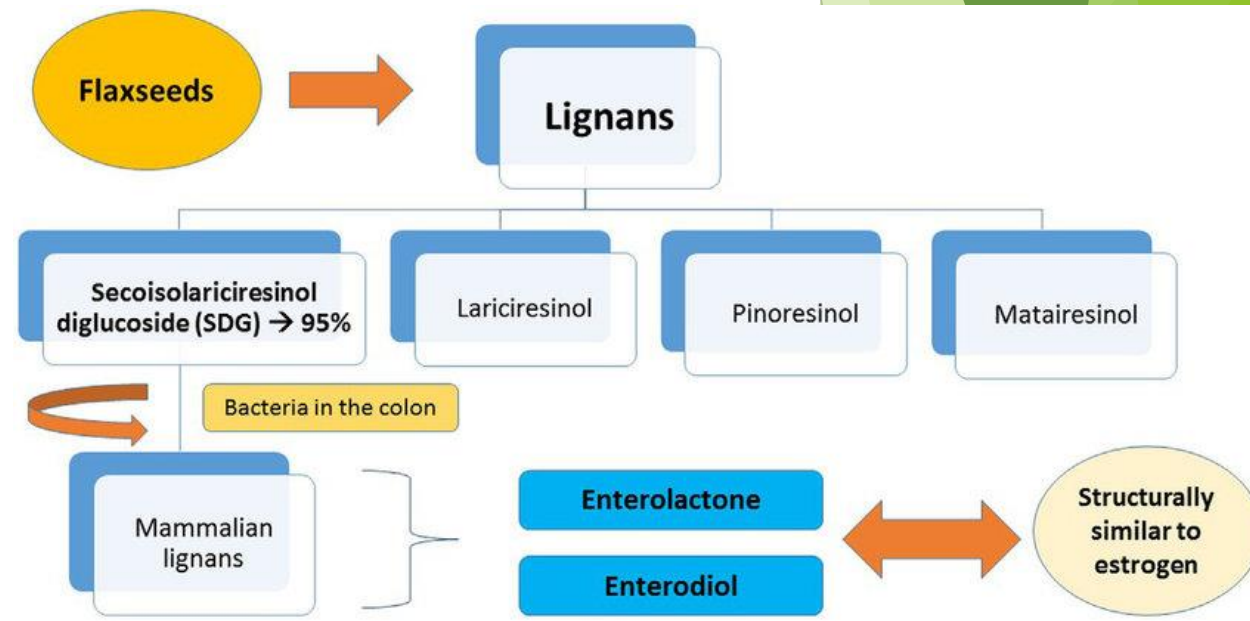 Flaxseeds
Lignans
Secoisolariciresinol
diglucoside (SDG) → 95%
Lariciresinol
Pinoresinol
Matairesinol
Bacteria in the colon
Mammalian
lignans
Enterolactone
Enterodiol
Structurally
similar to
estrogen